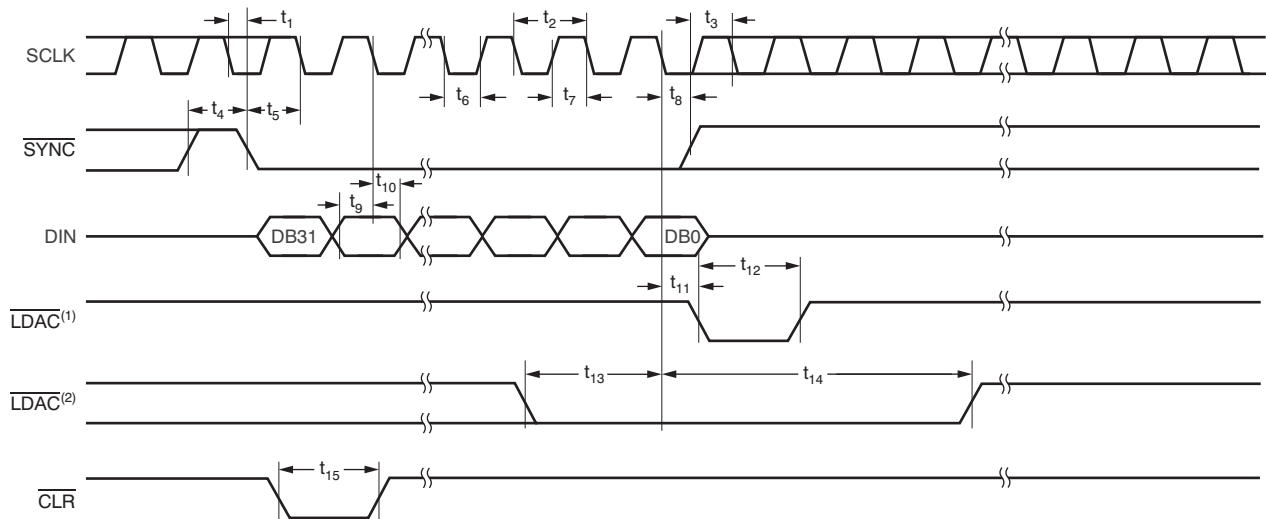 t1
t2
t3
SCLK
t6
t7
t8
t4
t5
SYNC
t10
t9
DIN
DB31
DB0
t12
t11
LDAC(1)
t13
t14
LDAC(2)
t15
CLR